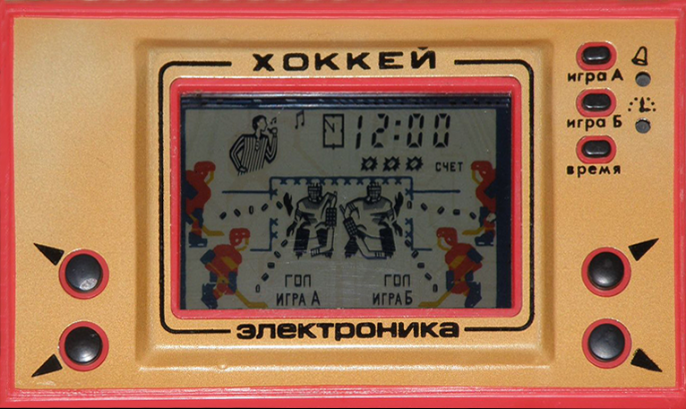 ХОККЕЙ
игра А
игра Б
время
12:00
СЧЕТ
ГОЛ
ИГРА А
ГОЛ
ИГРА Б
электроника